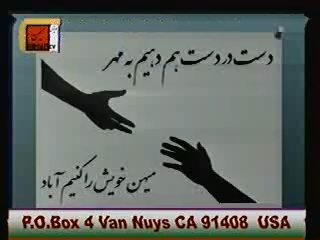 دست در دست هم دهیم به مهر
میهن خویش را کنیم آباد
P.O.Box 4 Van Nuys CA 91408 USA